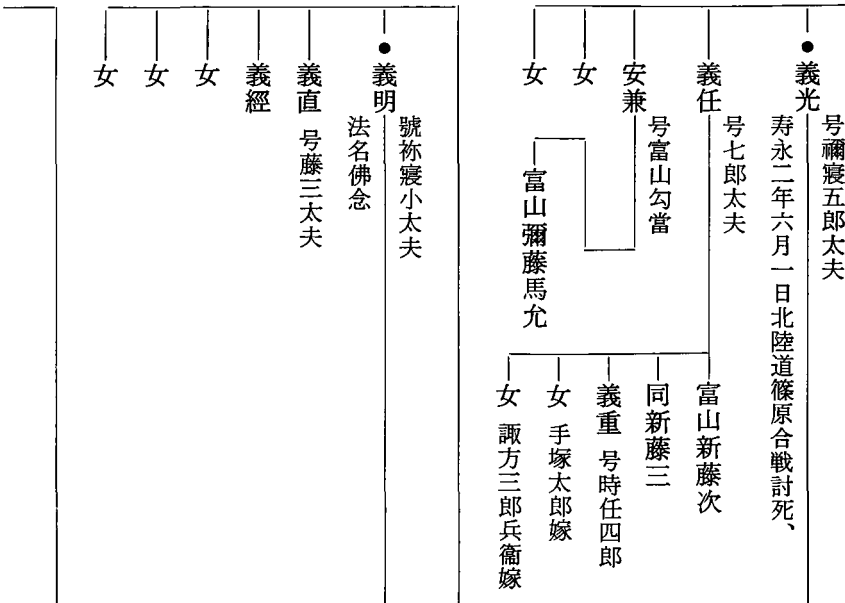 ● 義光
号禰寢五郎太夫
寿永二年六月一日北陸道篠原合戦討死、
義任
号七郎太夫
富山新藤次
同新藤三
義重 号時任四郎
女 手塚太郎嫁
女 諏方三郎兵衞嫁
安兼
号富山勾當
富山彌藤馬允
女
女
● 義明
號祢寢小太夫
法名佛念
義直 号藤三太夫
義經
女
女
女